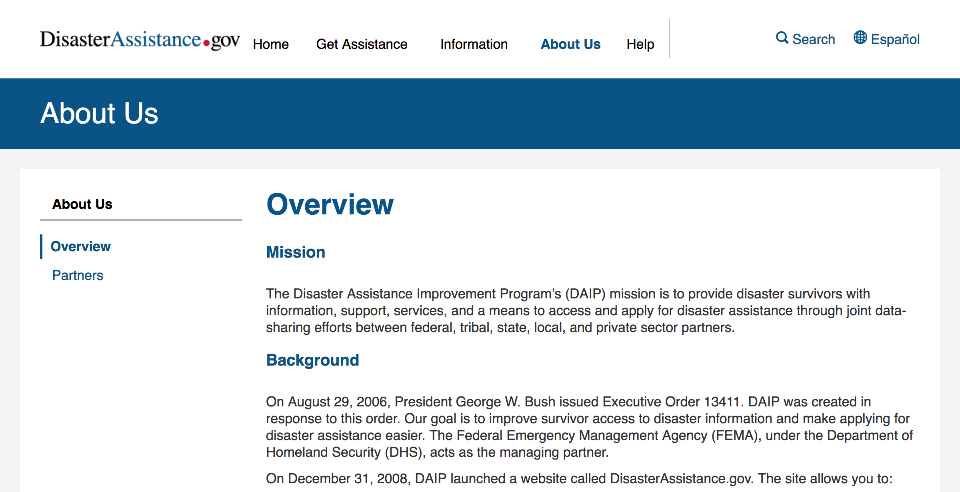 DisasterAssistance.gov
Home Get Assistance Information About Us Help
Search Español
About Us
About Us
Overview
Partners
Overview
Mission
The Disaster Assistance Improvement Program's (DAIP) mission is to provide disaster survivors with
information, support, services, and a means to access and apply for disaster assistance through joint data-
sharing efforts between federal, tribal, state, local, and private sector partners.
Background
On August 29, 2006, President George W. Bush issued Executive Order 13411. DAIP was created in
response to this order. Our goal is to improve survivor access to disaster information and make applying for
disaster assistance easier. The Federal Emergency Management Agency (FEMA), under the Department of
Homeland Security (DHS), acts as the managing partner.
On December 31, 2008, DAIP launched a website called DisasterAssistance.gov. The site allows you to: